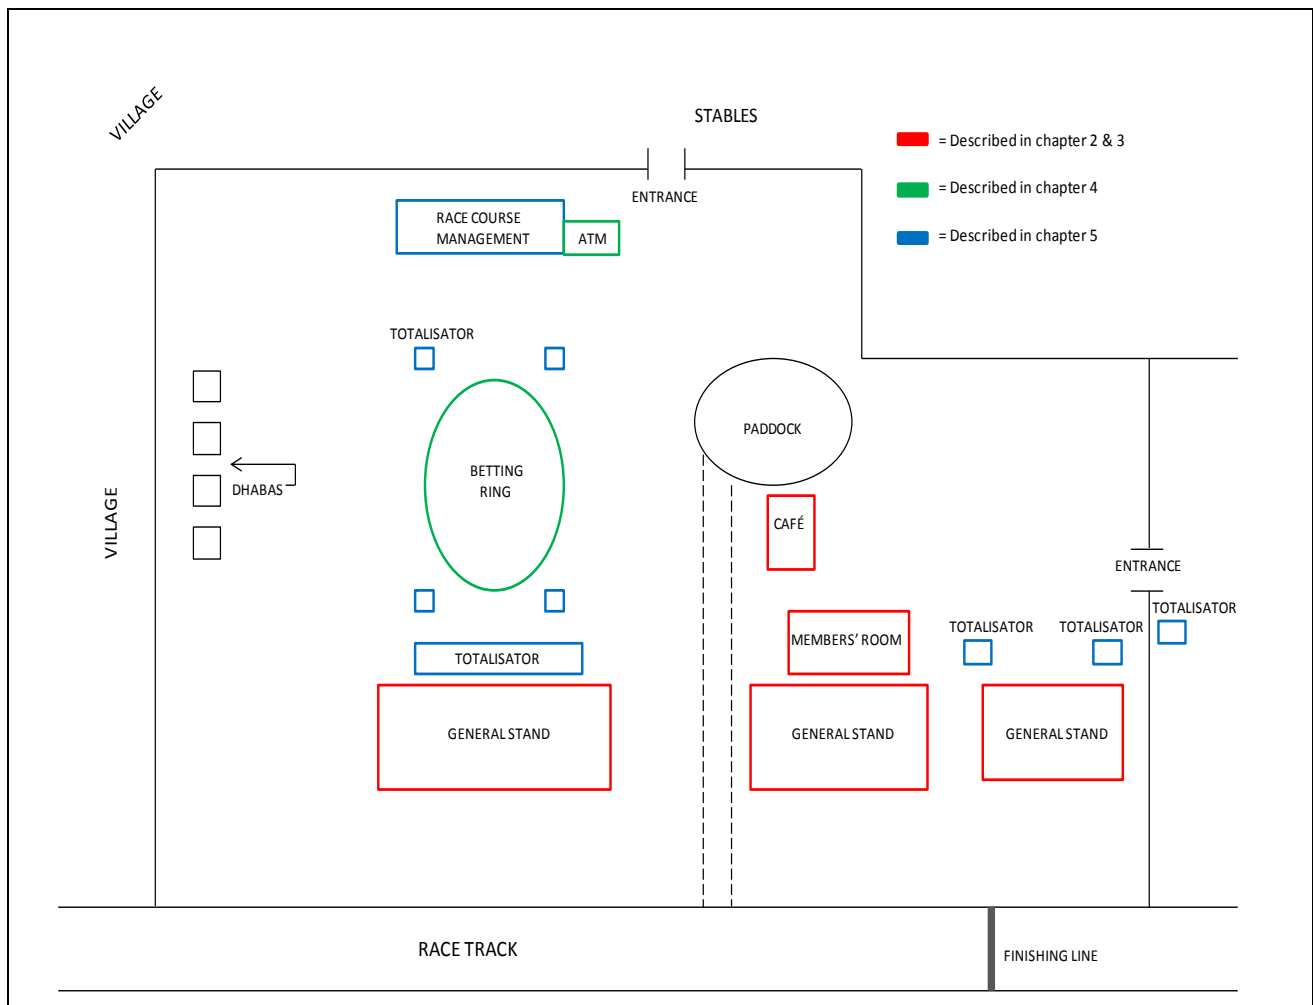 VILLAGE
STABLES
= Described in chapter 2 & 3
= Described in chapter 4
= Described in chapter 5
ENTRANCE
RACE COURSE
MANAGEMENT
ATM
TOTALISATOR
PADDOCK
BETTING
RING
DHABAS
VILLAGE
CAFÉ
ENTRANCE
TOTALISATOR
TOTALISATOR
TOTALISATOR
MEMBERS’ ROOM
TOTALISATOR
GENERAL STAND
GENERAL STAND
GENERAL STAND
RACE TRACK
FINISHING LINE